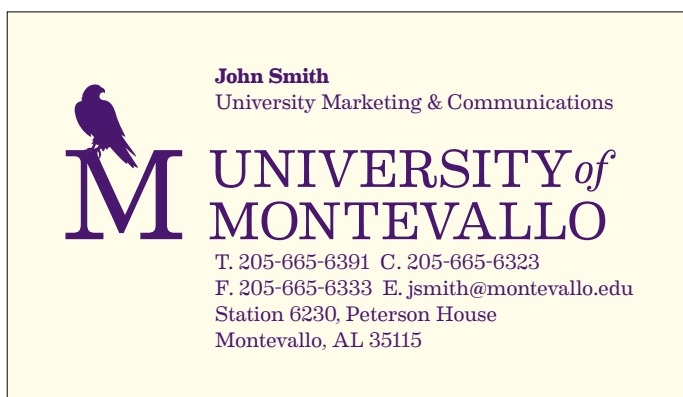 John Smith
University Marketing & Communications
M
UNIVERSITY of
MONTEVALLO
T. 205-665-6391 C. 205-665-6323
F. 205-665-6333 E. jsmith@montevallo.edu
Station 6230, Peterson House
Montevallo, AL 35115